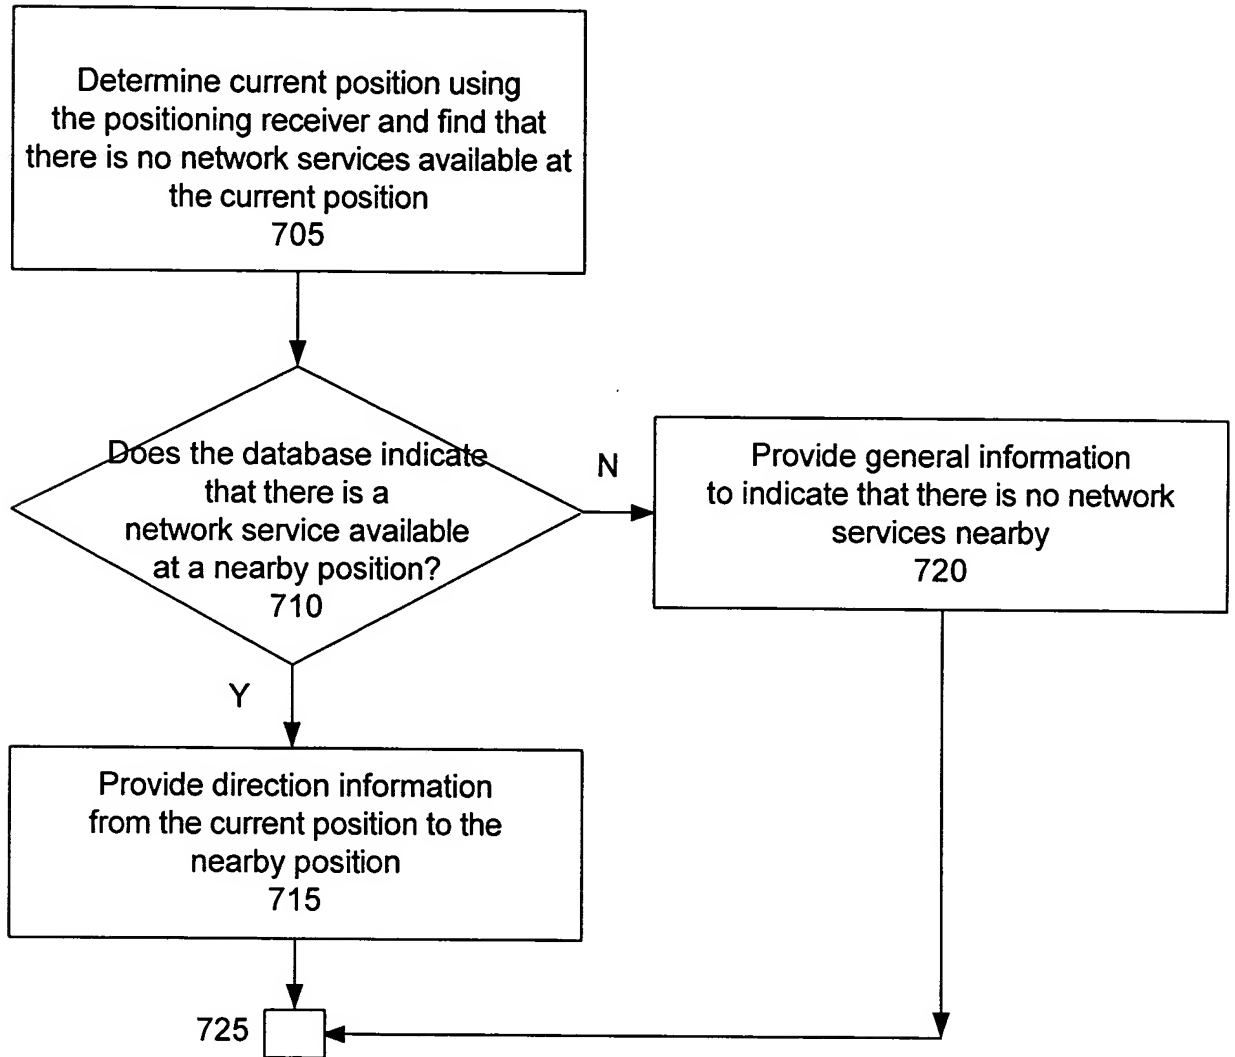 Determine current position using
the positioning receiver and find that
there is no network services available at
the current position
705
Does the database indicate
that there is a
network service available
at a nearby position?
710
N
Provide general information
to indicate that there is no network
services nearby
720
Y
Provide direction information
from the current position to the
nearby position
715
725